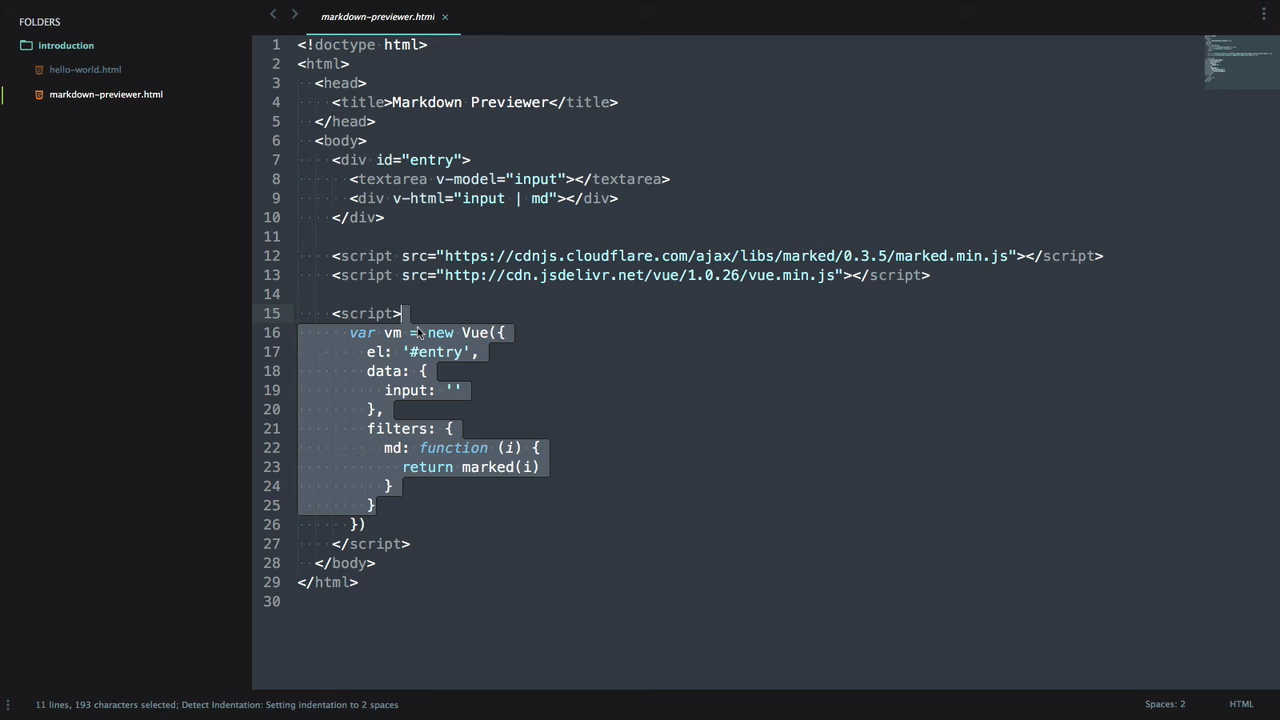 FOLDERS
introduction
hello-world.html
markdown-previewer.html
markdown-previewer.html ×
1 <!doctype html>
2 <html>
3 <head>
4 <title>Markdown Previewer</title>
5 </head>
6 <body>
7 <div id="entry">
8 <textarea v-model="input"></textarea>
9 <div v-html="input | md"></div>
10 </div>
11
12 <script src="https://cdnjs.cloudflare.com/ajax/libs/marked/0.3.5/marked.min.js"></script>
13 <script src="http://cdn.jsdelivr.net/vue/1.0.26/vue.min.js"></script>
14
15 <script>
16 var vm = new Vue({
17 el: '#entry',
18 data: {
19 input: ''
20 },
21 filters: {
22 md: function (i) {
23 return marked(i)
24 }
25 }
26 })
27 </script>
28 </body>
29 </html>
30
11 lines, 193 characters selected; Detect Indentation: Setting indentation to 2 spaces
Spaces: 2
HTML